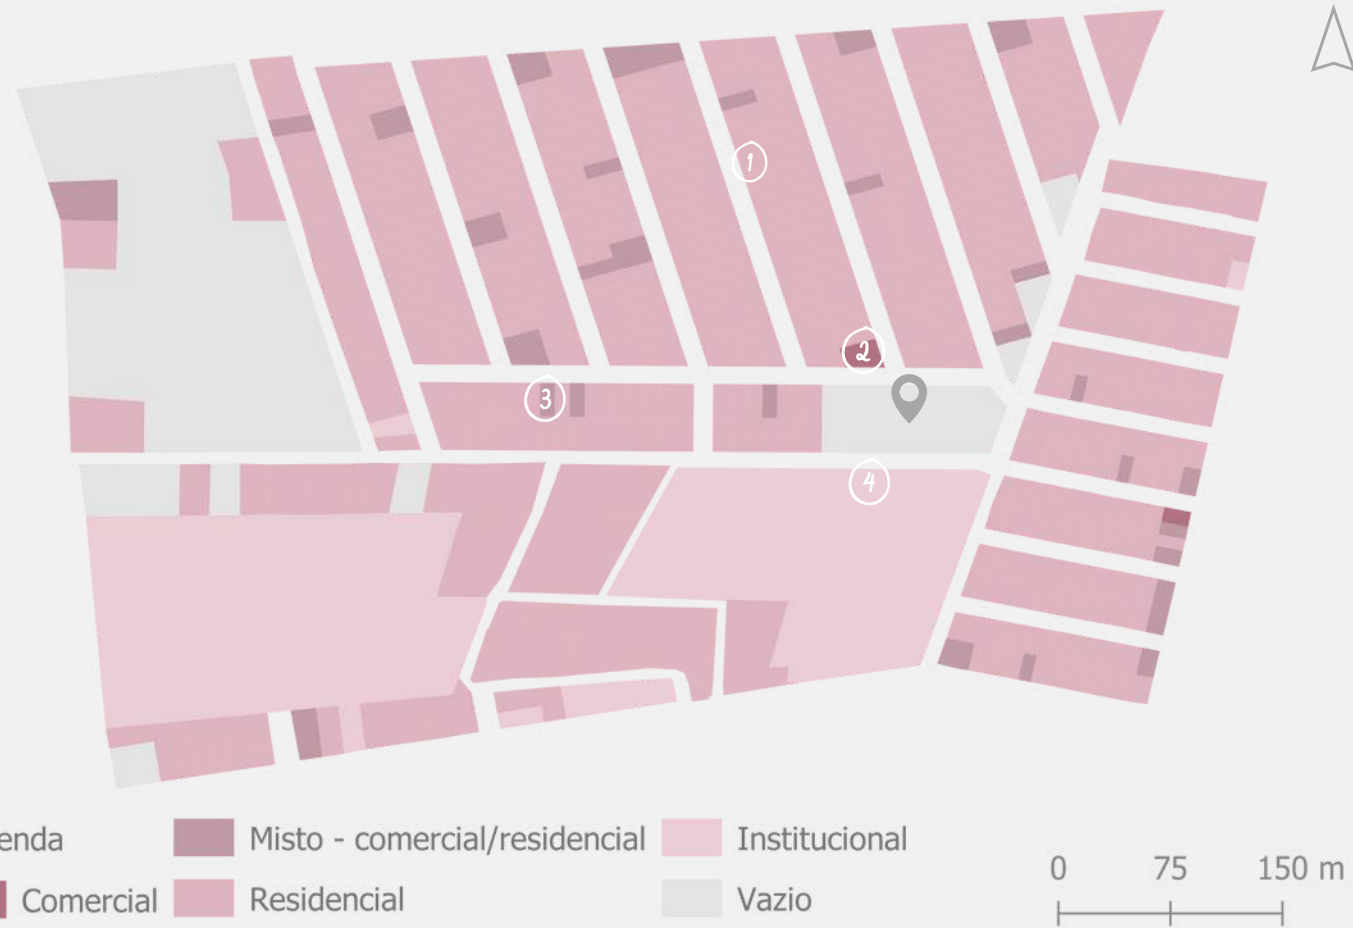 1
2
3
4
enda
Misto - comercial/residencial
Institucional
Comercial
Residencial
Vazio
0 75 150 m